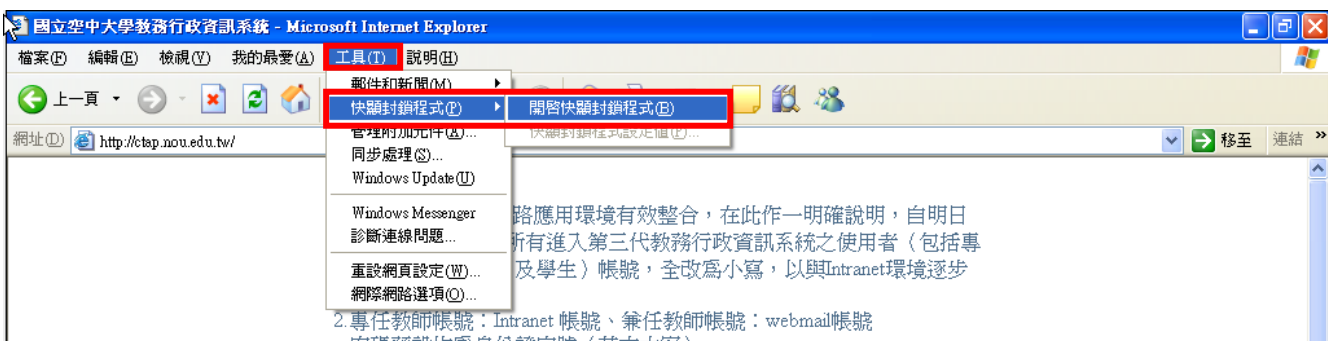 國立空中大學教務行政資訊系統 - Microsoft Internet Explorer
檔案(F) 編輯(E) 檢視(V) 我的最愛(A) 工具(T) 說明(H)
上一頁
郵件和新聞(M)
快顯封鎖程式(P)
開啟快顯封鎖程式(B)
管理附加元件(A)...
快顯封鎖程式設定值(P)...
同步處理(S)...
Windows Update(U)
Windows Messenger
診斷連線問題...
重設網頁設定(W)...
網際網路選項(O)...
網址(D) http://ctap.nou.edu.tw/
移至 連結 »
路應用環境有效整合，在此作一明確說明，自明日
所有進入第三代教務行政資訊系統之使用者（包括專
及學生）帳號，全改為小寫，以與Intranet環境逐步
2.專任教師帳號：Intranet 帳號、兼任教師帳號：webmail帳號